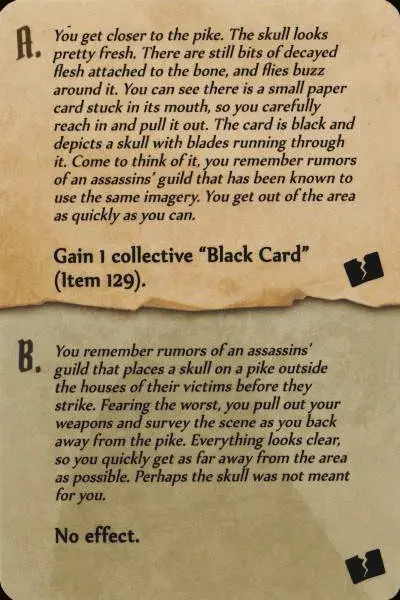 A. You get closer to the pike. The skull looks
pretty fresh. There are still bits of decayed
flesh attached to the bone, and flies buzz
around it. You can see there is a small paper
card stuck in its mouth, so you carefully
reach in and pull it out. The card is black and
depicts a skull with blades running through
it. Come to think of it, you remember rumors
of an assassins' guild that has been known to
use the same imagery. You get out of the area
as quickly as you can.
Gain 1 collective “Black Card”
(Item 129).
B. You remember rumors of an assassins'
guild that places a skull on a pike outside
the houses of their victims before they
strike. Fearing the worst, you pull out your
weapons and survey the scene as you back
away from the pike. Everything looks clear,
so you quickly get as far away from the area
as possible. Perhaps the skull was not meant
for you.
No effect.